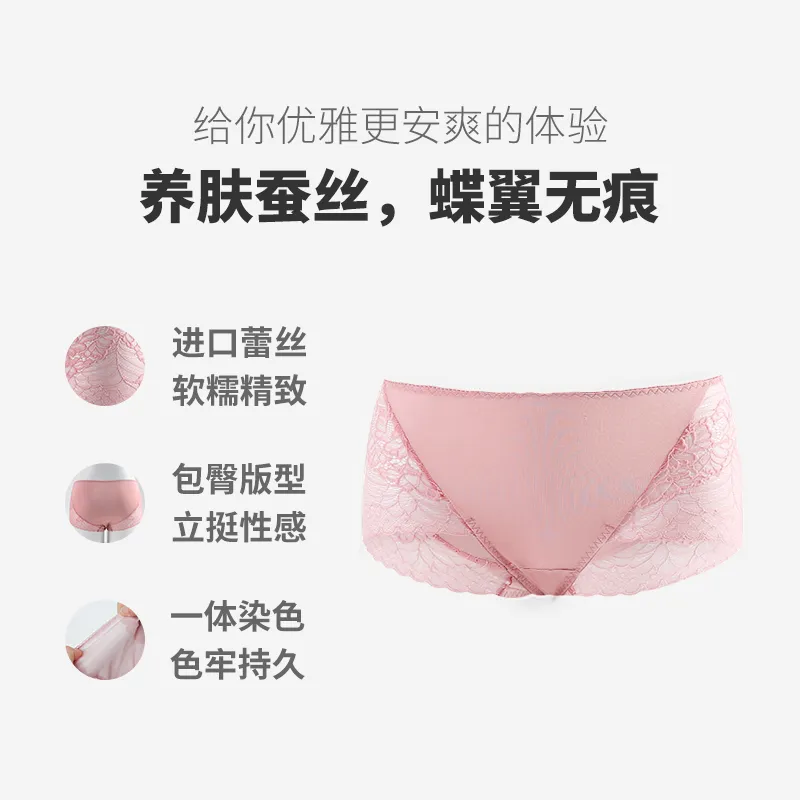 给你优雅更安爽的体验
养肤蚕丝，蝶翼无痕
进口蕾丝
软糯精致
包臀版型
立挺性感
一体染色
色牢持久